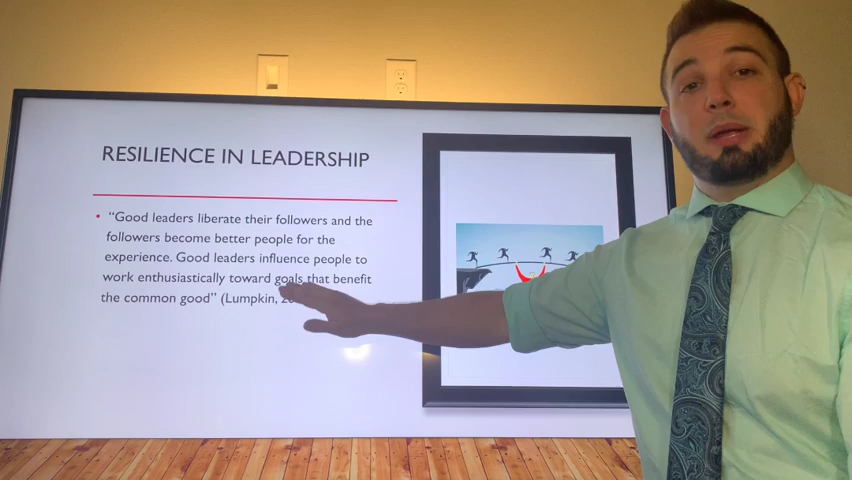 RESILIENCE IN LEADERSHIP
• “Good leaders liberate their followers and the
followers become better people for the
experience. Good leaders influence people to
work enthusiastically toward goals that benefit
the common good” (Lumpkin,